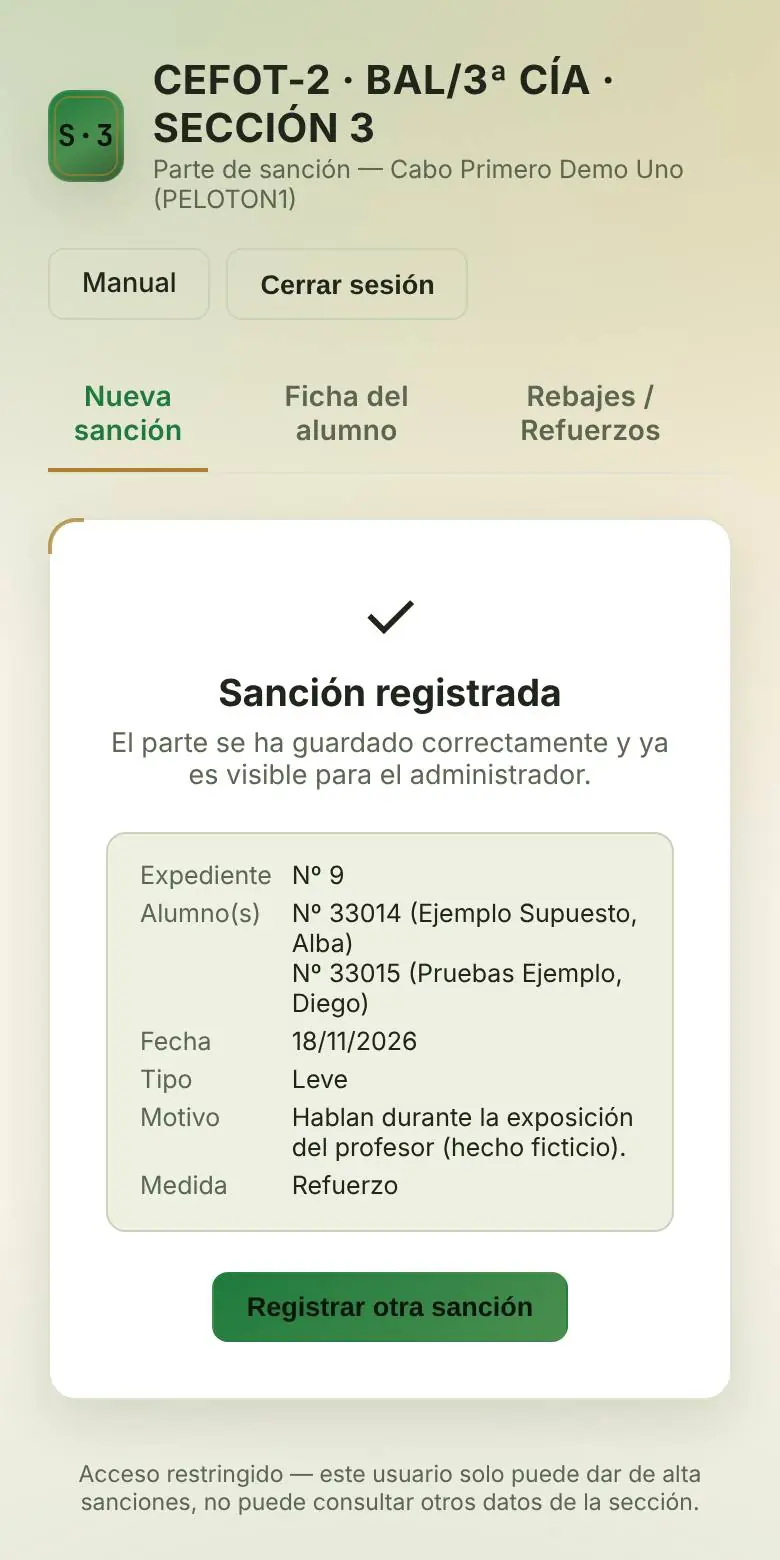 S·3
CEFOT-2 · BAL/3ª CÍA ·
SECCIÓN 3
Parte de sanción — Cabo Primero Demo Uno
(PELOTON1)
Manual
Cerrar sesión
Nueva
sanción
Ficha del
alumno
Rebajes /
Refuerzos
Sanción registrada
El parte se ha guardado correctamente y ya
es visible para el administrador.
Expediente Nº 9
Alumno(s) Nº 33014 (Ejemplo Supuesto,
Alba)
Nº 33015 (Pruebas Ejemplo,
Diego)
Fecha 18/11/2026
Tipo Leve
Motivo Hablan durante la exposición
del profesor (hecho ficticio).
Medida Refuerzo
Registrar otra sanción
Acceso restringido — este usuario solo puede dar de alta
sanciones, no puede consultar otros datos de la sección.